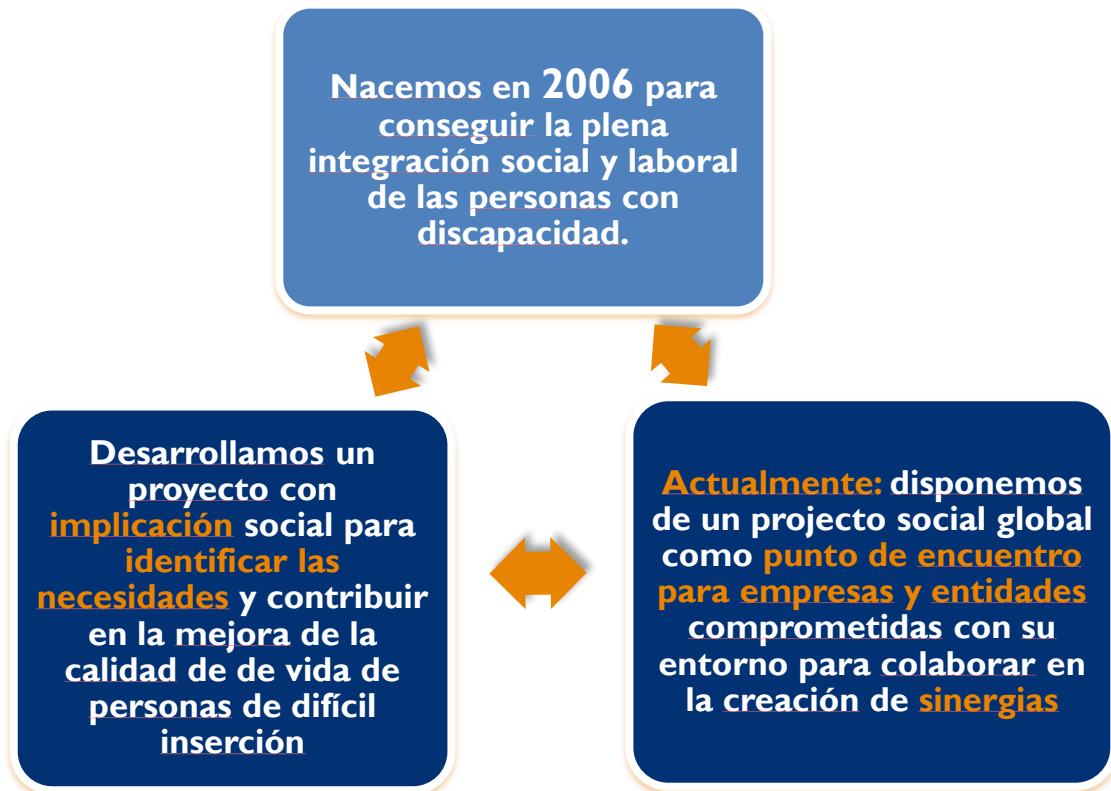 Nacemos en 2006 para
conseguir la plena
integración social y laboral
de las personas con
discapacidad.
Desarrollamos un
proyecto con
implicación social para
identificar las
necesidades y contribuir
en la mejora de la
calidad de de vida de
personas de difícil
inserción
Actualmente: disponemos
de un projecto social global
como punto de encuentro
para empresas y entidades
comprometidas con su
entorno para colaborar en
la creación de sinergias